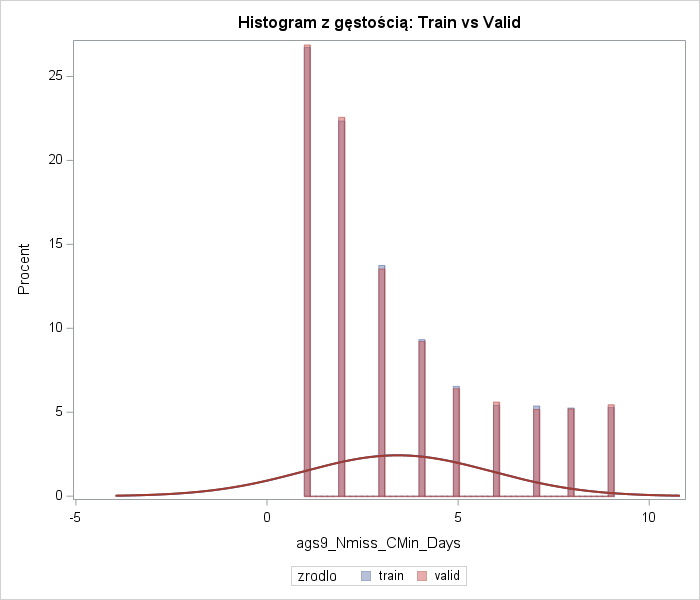 Histogram z gęstością: Train vs Valid
25
20
15
10
5
0
Procent
-5
0
5
10
ags9_Nmiss_CMin_Days
zrodlo train valid